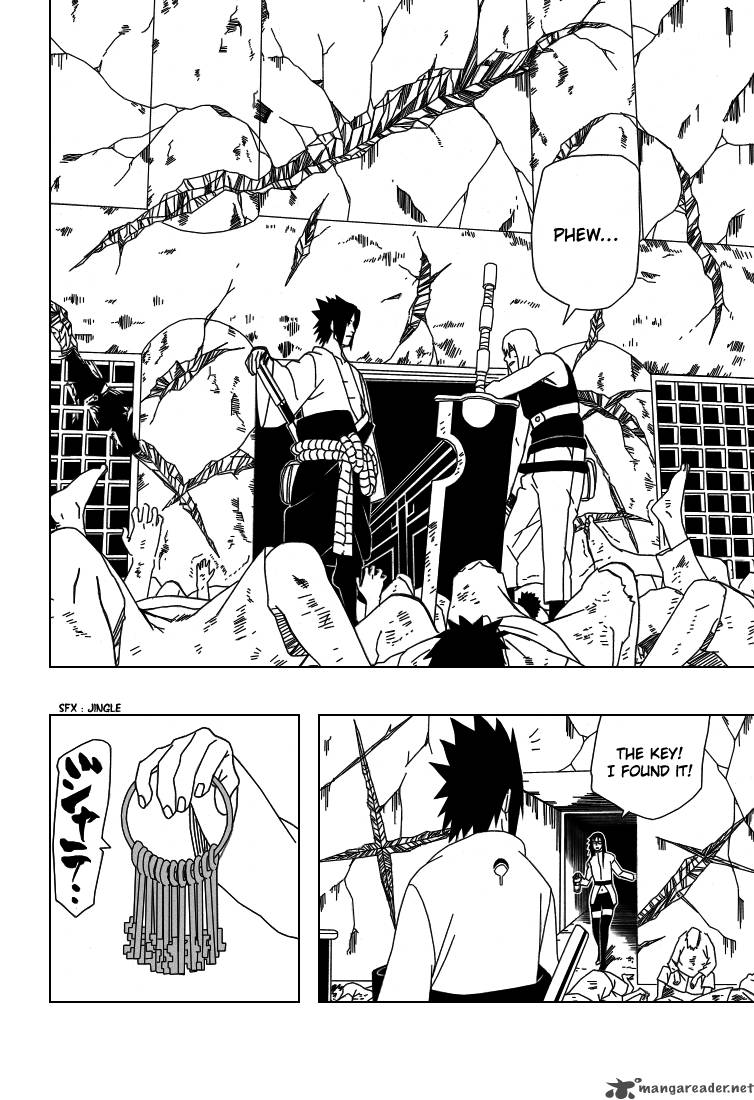 PHEW...
SFX : JINGLE
ジャラ・・
THE KEY!
I FOUND IT!
mangareader.net